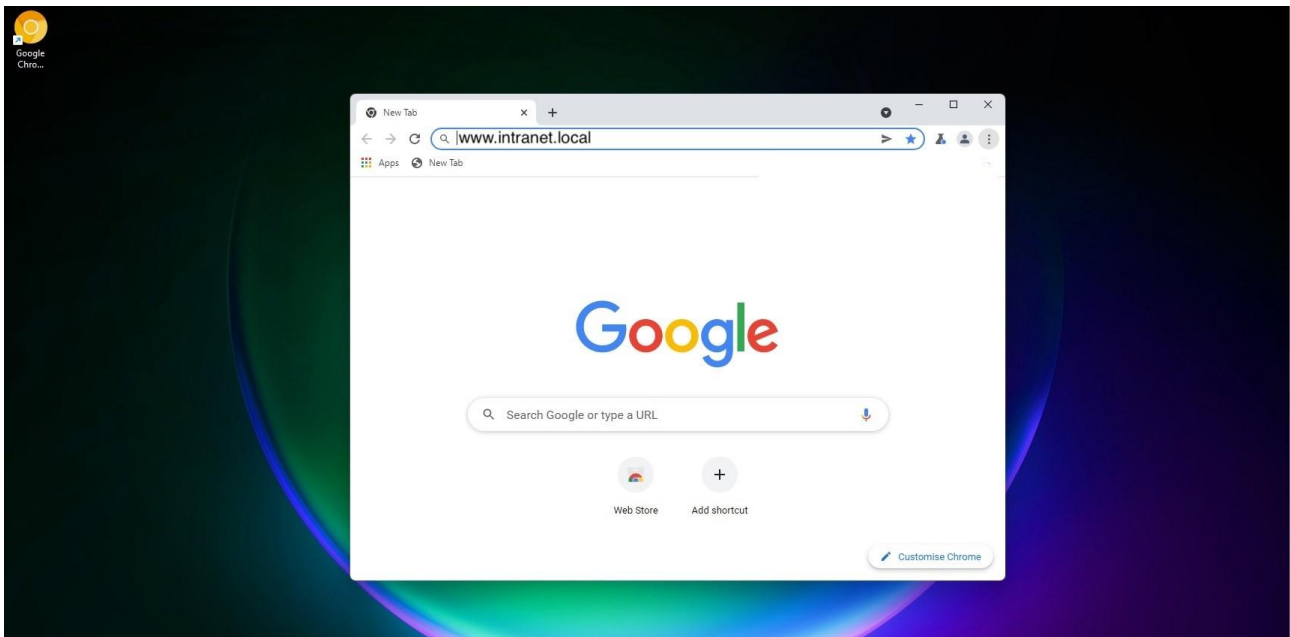 Google
Chro...
New Tab
www.intranet.local
Apps New Tab
Google
Search Google or type a URL
Web Store Add shortcut
Customise Chrome